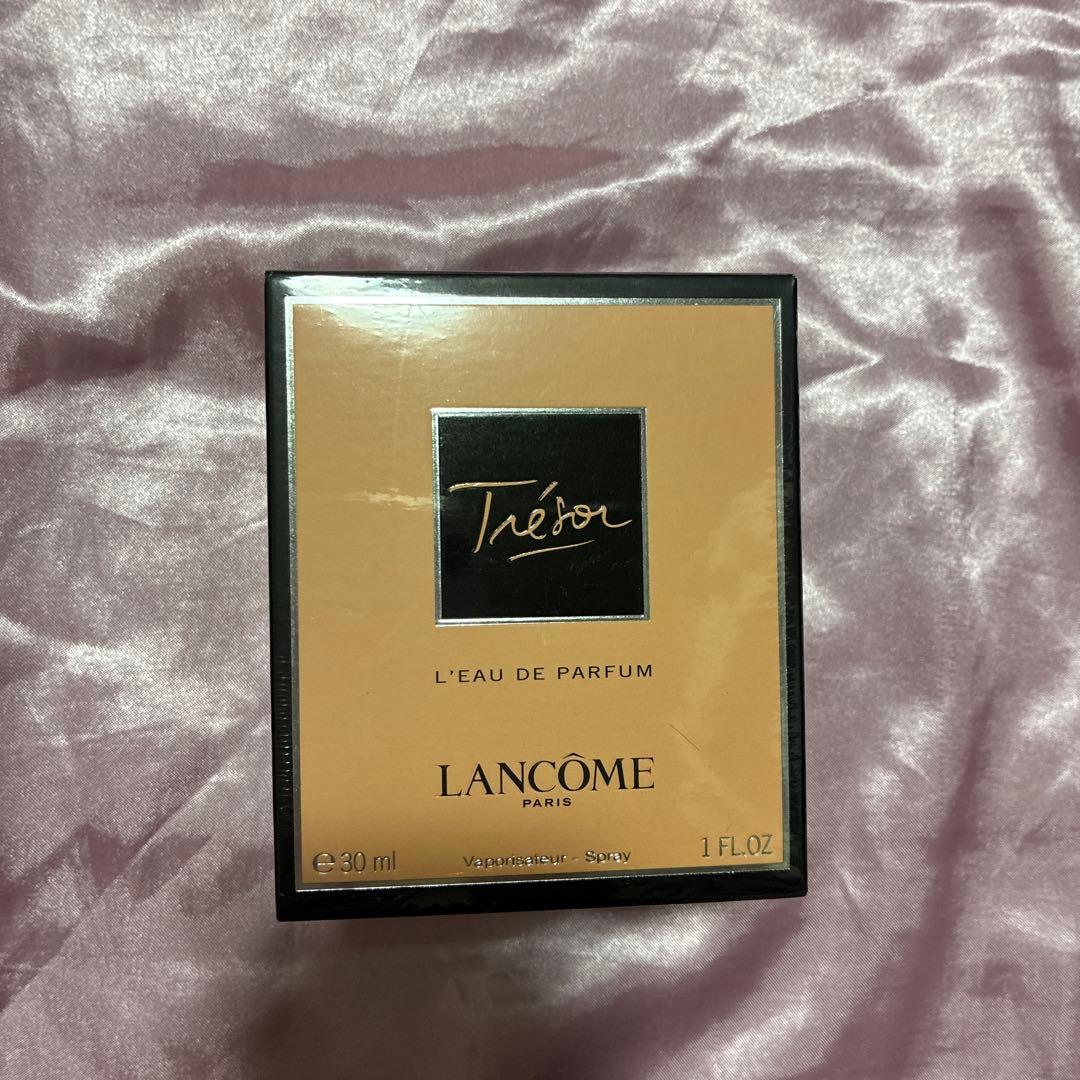 Trésor
L'EAU DE PARFUM
LANCÔME
PARIS
℮30 ml Vaporisateur - Spray 1 FL.OZ